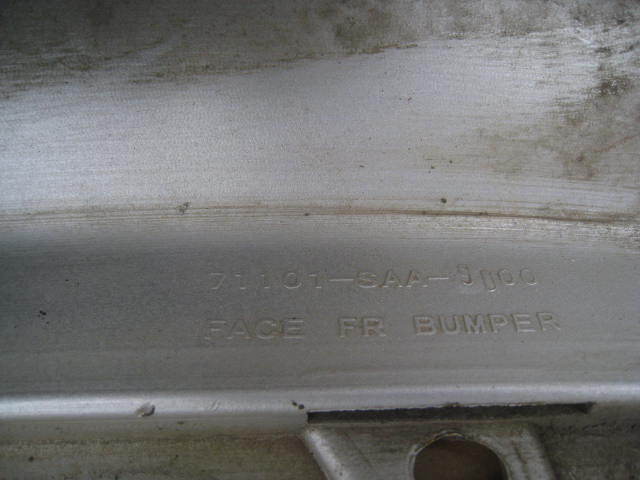 71101-SAA-J000
FACE FR BUMPER